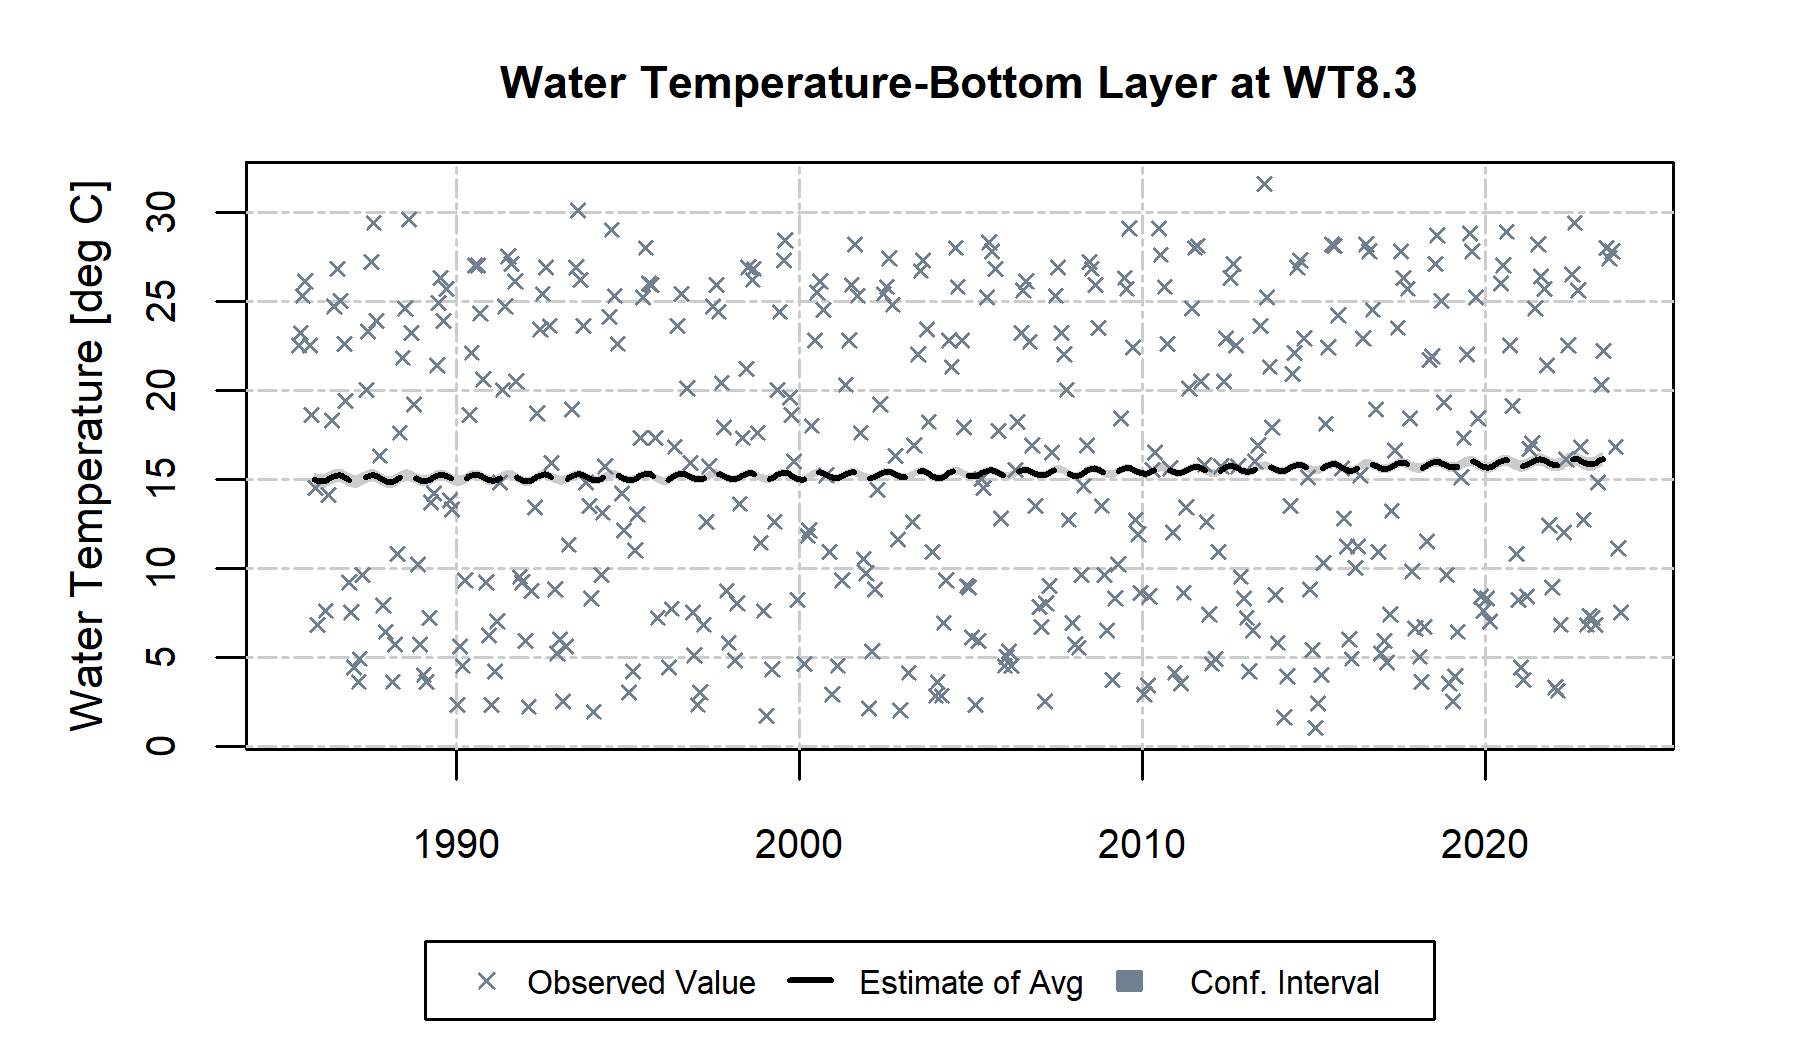 Water Temperature-Bottom Layer at WT8.3
Water Temperature [deg C]
30
25
20
15
10
5
0
1990 2000 2010 2020
Observed Value Estimate of Avg Conf. Interval